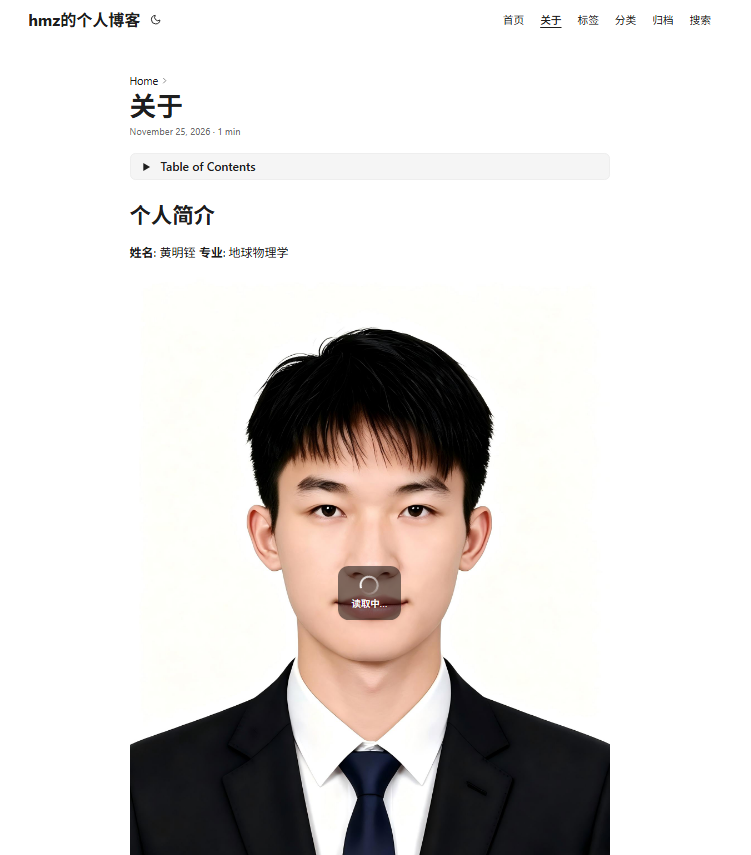 hmz的个人博客
首页 关于 标签 分类 归档 搜索
Home
关于
November 25, 2026 · 1 min
Table of Contents
个人简介
姓名: 黄明铚 专业: 地球物理学
读取中...